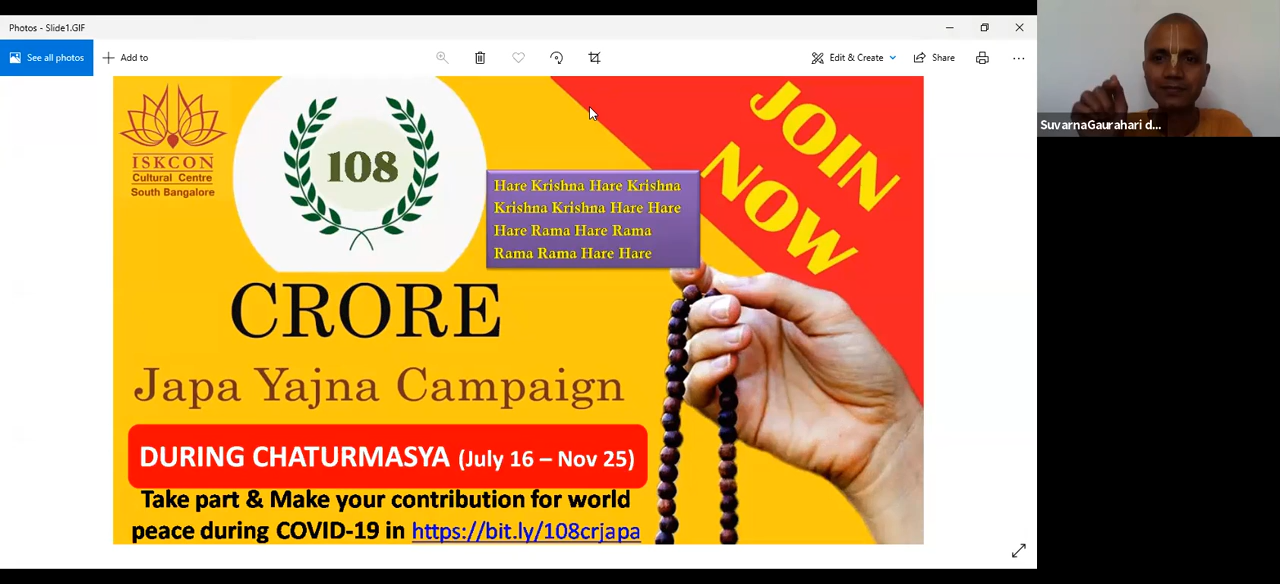 Photos - Slide1.GIF
See all photos
Add to
Edit & Create
Share
ISKCON
Cultural Centre
South Bangalore
108
Hare Krishna Hare Krishna
Krishna Krishna Hare Hare
Hare Rama Hare Rama
Rama Rama Hare Hare
JOIN
NOW
CRORE
Japa Yajna Campaign
DURING CHATURMASYA (July 16 – Nov 25)
Take part & Make your contribution for world
peace during COVID-19 in https://bit.ly/108crjapa
SuvarnaGaurahari d...